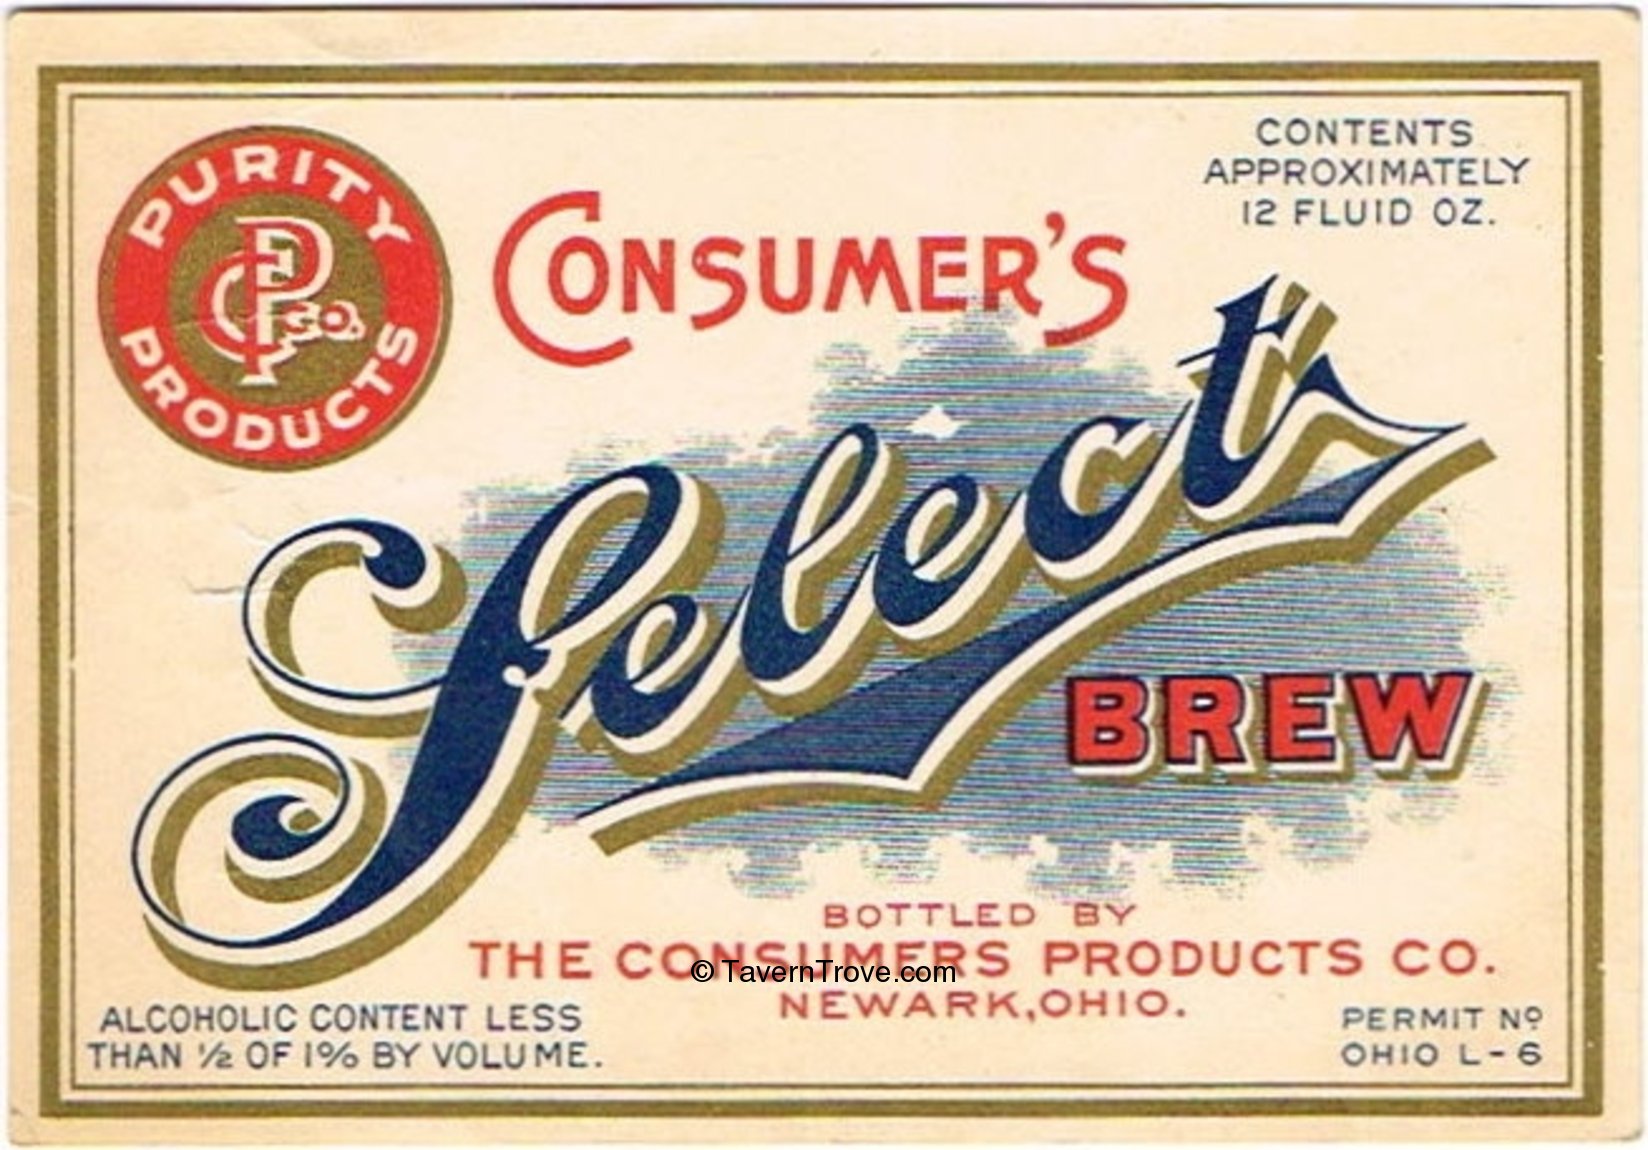 PURITY
PRODUCTS
CPCo
CONTENTS
APPROXIMATELY
12 FLUID OZ.
CONSUMER'S
Select
BREW
BOTTLED BY
THE CONSUMERS PRODUCTS CO.
© TavernTrove.com
NEWARK, OHIO.
ALCOHOLIC CONTENT LESS
THAN ½ OF 1% BY VOLUME.
PERMIT Nº
OHIO L-6